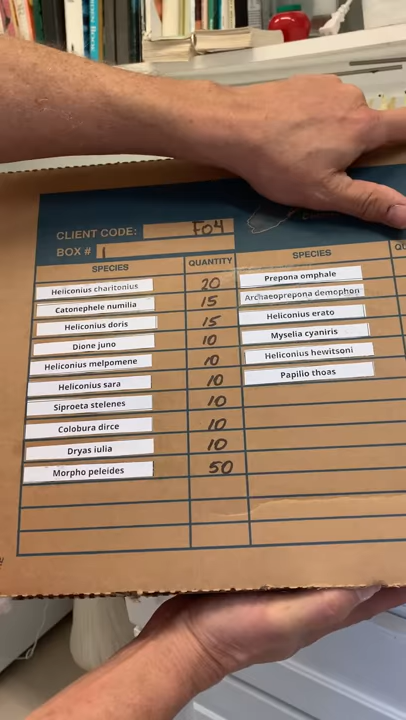 CLIENT CODE: F04
BOX # 1
SPECIES QUANTITY SPECIES
Heliconius charitonius 20 Prepona omphale
Catonephele numilia 15 Archaeoprepona demophon
Heliconius doris 15 Heliconius erato
Dione juno 10 Myselia cyaniris
Heliconius melpomene 10 Heliconius hewitsoni
Heliconius sara 10 Papilio thoas
Siproeta stelenes 10
Colobura dirce 10
Dryas iulia 10
Morpho peleides 50